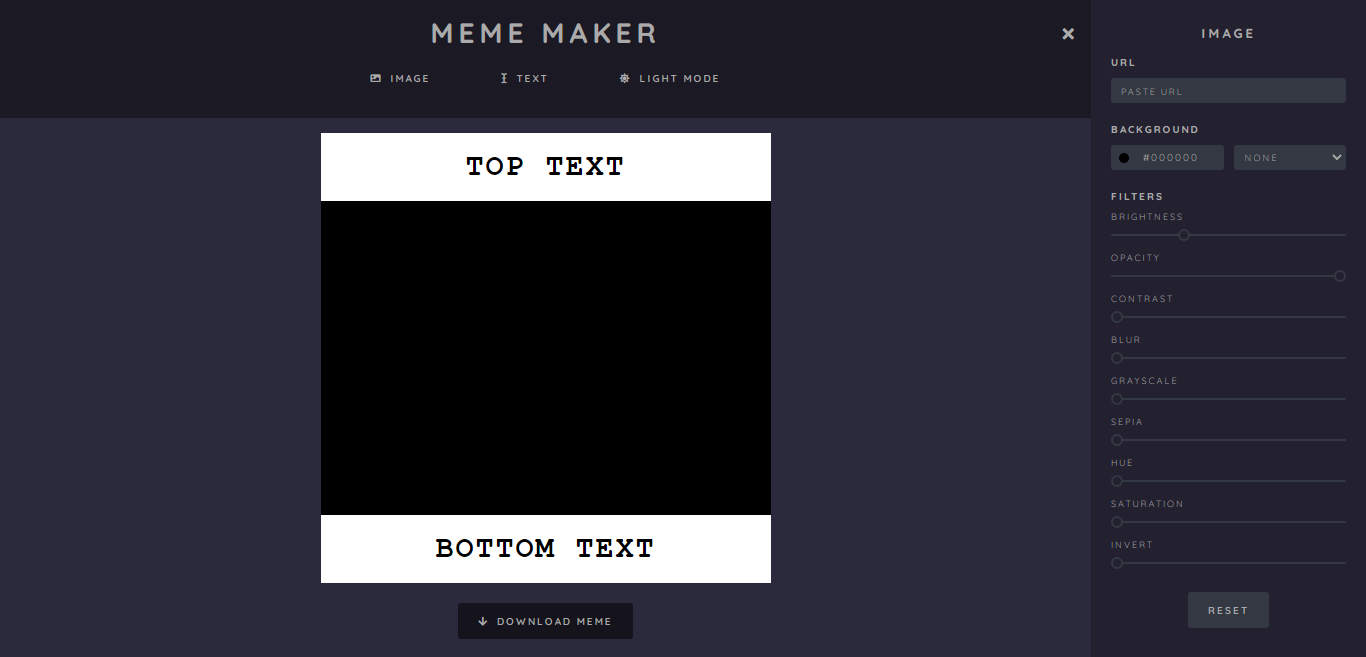 MEME MAKER
IMAGE
TEXT
LIGHT MODE
TOP TEXT
BOTTOM TEXT
DOWNLOAD MEME
IMAGE
URL
PASTE URL
BACKGROUND
#000000
NONE
FILTERS
BRIGHTNESS
OPACITY
CONTRAST
BLUR
GRAYSCALE
SEPIA
HUE
SATURATION
INVERT
RESET